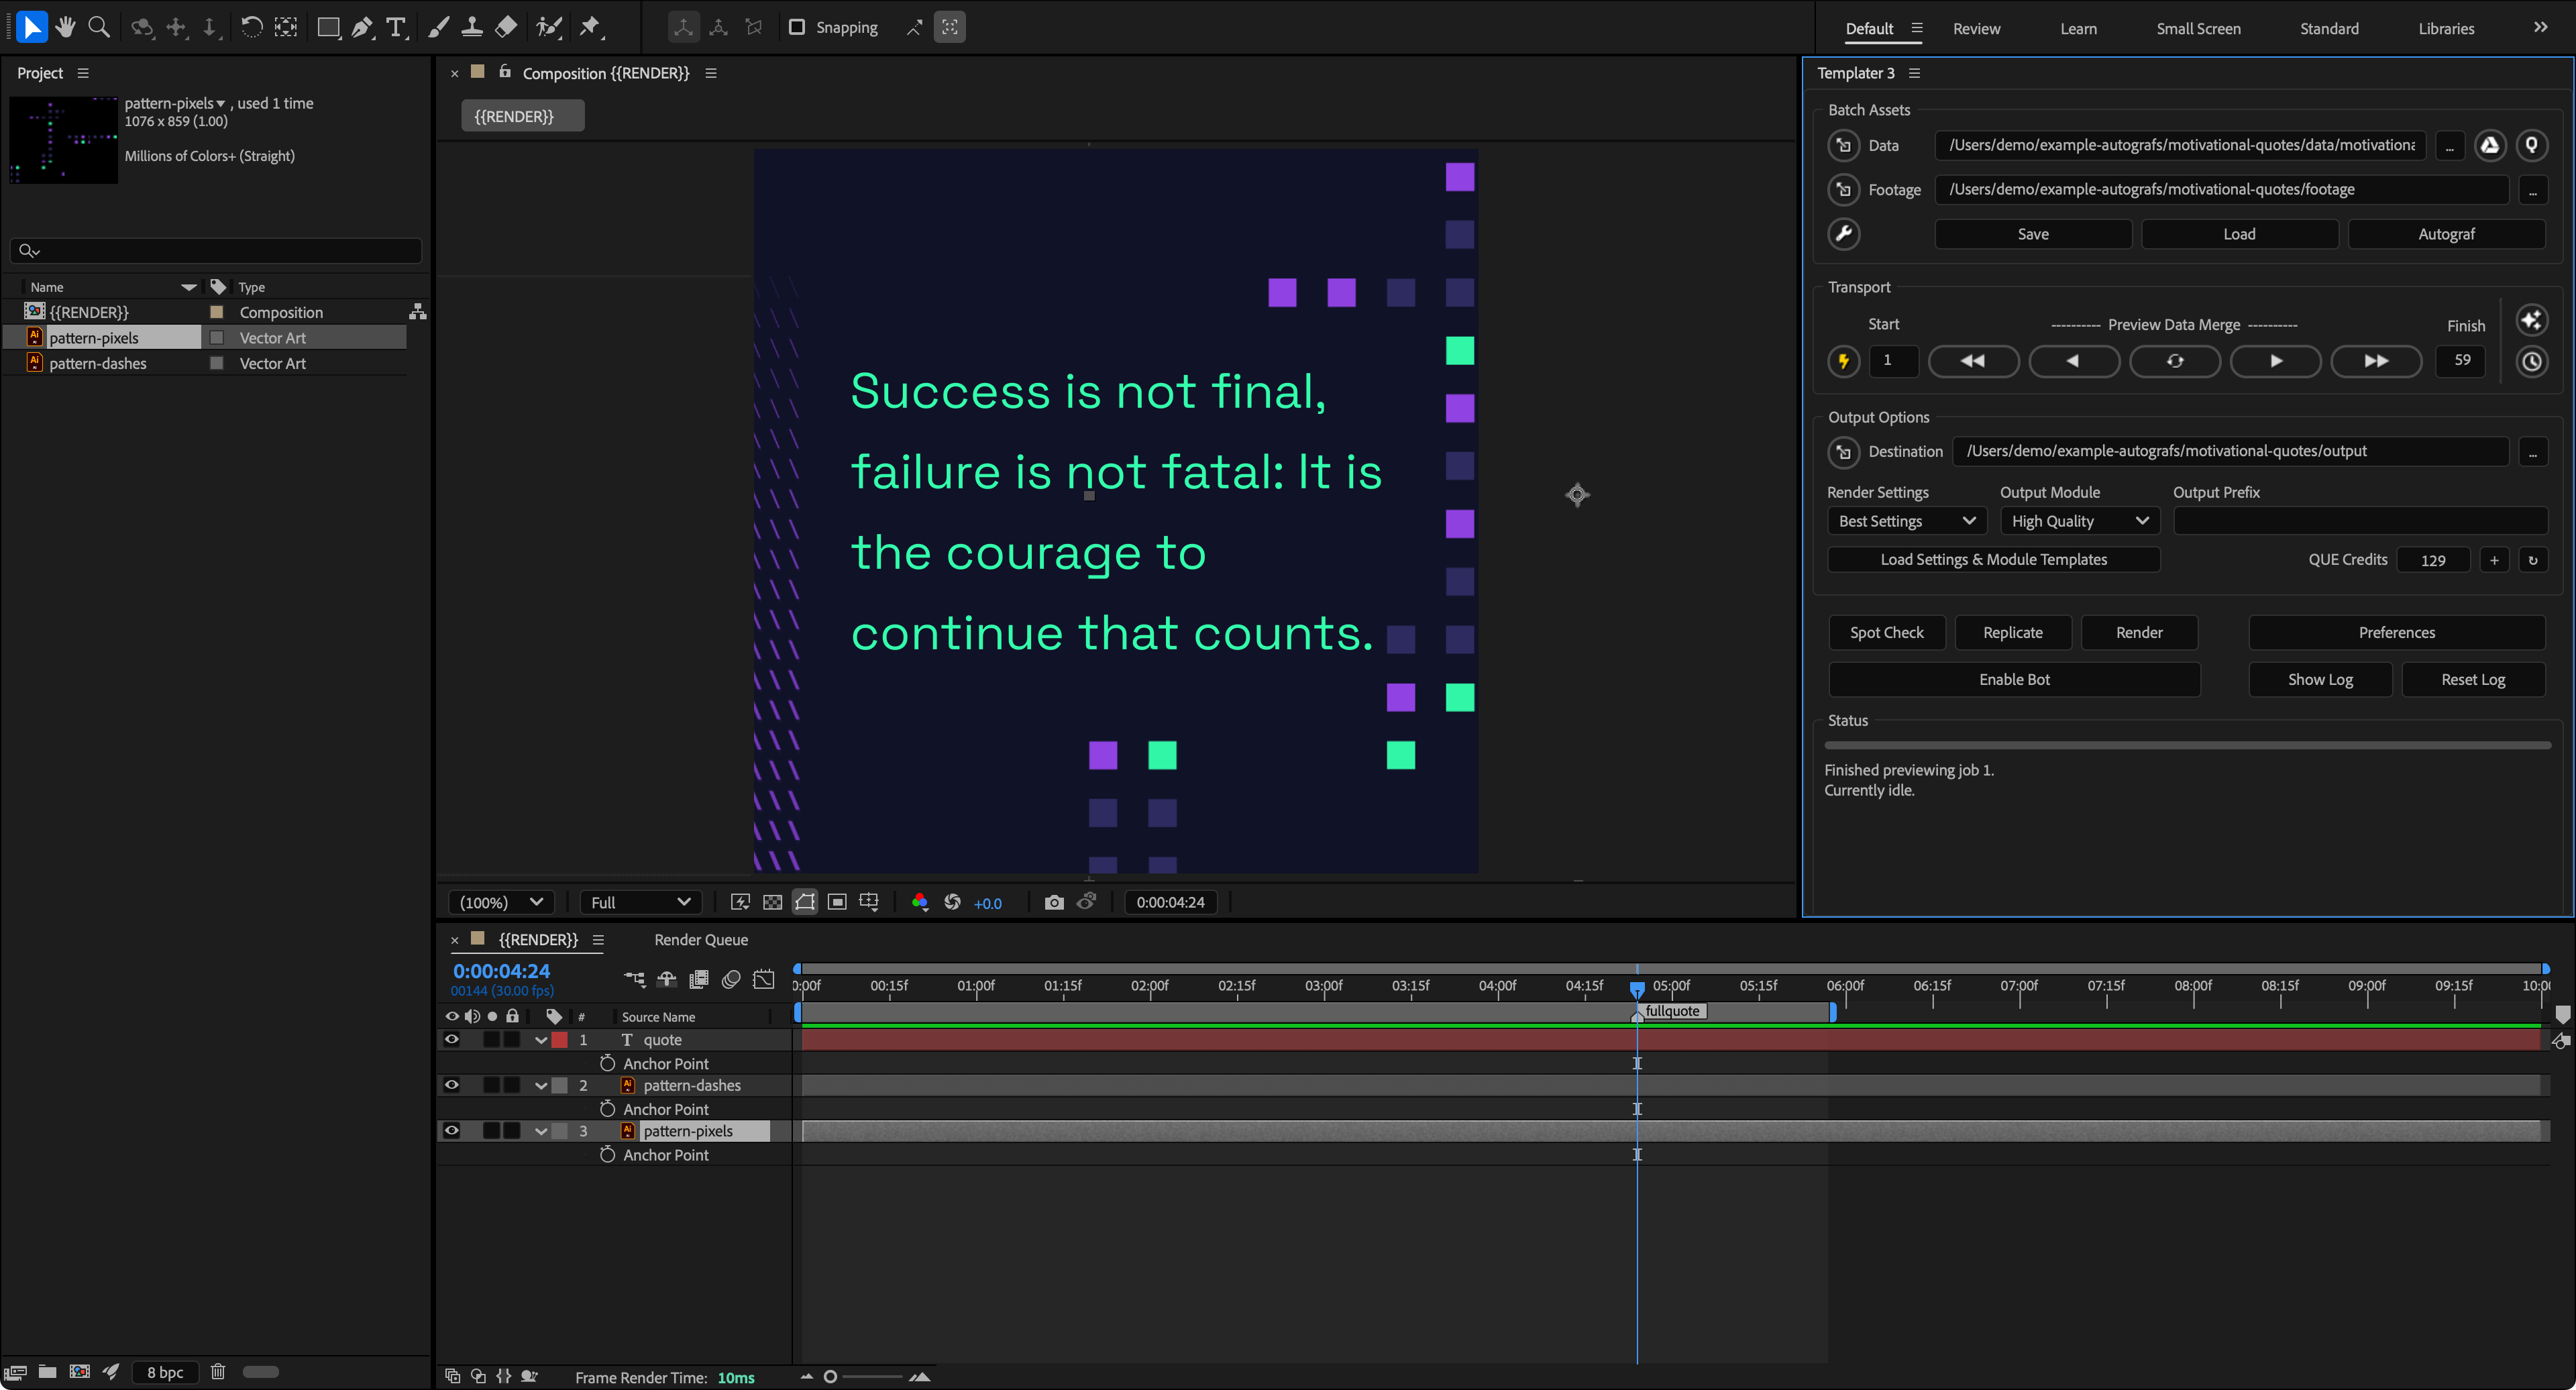 Snapping
Default
Review
Learn
Small Screen
Standard
Libraries
Project
pattern-pixels , used 1 time
1076 x 859 (1.00)
Millions of Colors+ (Straight)
Name
Type
{{RENDER}}
Composition
Ai
pattern-pixels
Vector Art
Ai
pattern-dashes
Vector Art
8 bpc
Composition {{RENDER}}
{{RENDER}}
Success is not final,
failure is not fatal: It is
the courage to
continue that counts.
(100%)
Full
+0.0
0:00:04:24
Templater 3
Batch Assets
Data
/Users/demo/example-autografs/motivational-quotes/data/motivationa
...
Q
Footage
/Users/demo/example-autografs/motivational-quotes/footage
...
Save
Load
Autograf
Transport
Start
---------- Preview Data Merge ----------
Finish
1
59
Output Options
Destination
/Users/demo/example-autografs/motivational-quotes/output
...
Render Settings
Output Module
Output Prefix
Best Settings
High Quality
Load Settings & Module Templates
QUE Credits
129
+
Spot Check
Replicate
Render
Preferences
Enable Bot
Show Log
Reset Log
Status
Finished previewing job 1.
Currently idle.
{{RENDER}}
Render Queue
0:00:04:24
00144 (30.00 fps)
0:00f 00:15f 01:00f 01:15f 02:00f 02:15f 03:00f 03:15f 04:00f 04:15f 05:00f 05:15f 06:00f 06:15f 07:00f 07:15f 08:00f 08:15f 09:00f 09:15f 10:00
# Source Name
fullquote
1 T quote
Anchor Point
2 Ai pattern-dashes
Anchor Point
3 Ai pattern-pixels
Anchor Point
Frame Render Time: 10ms